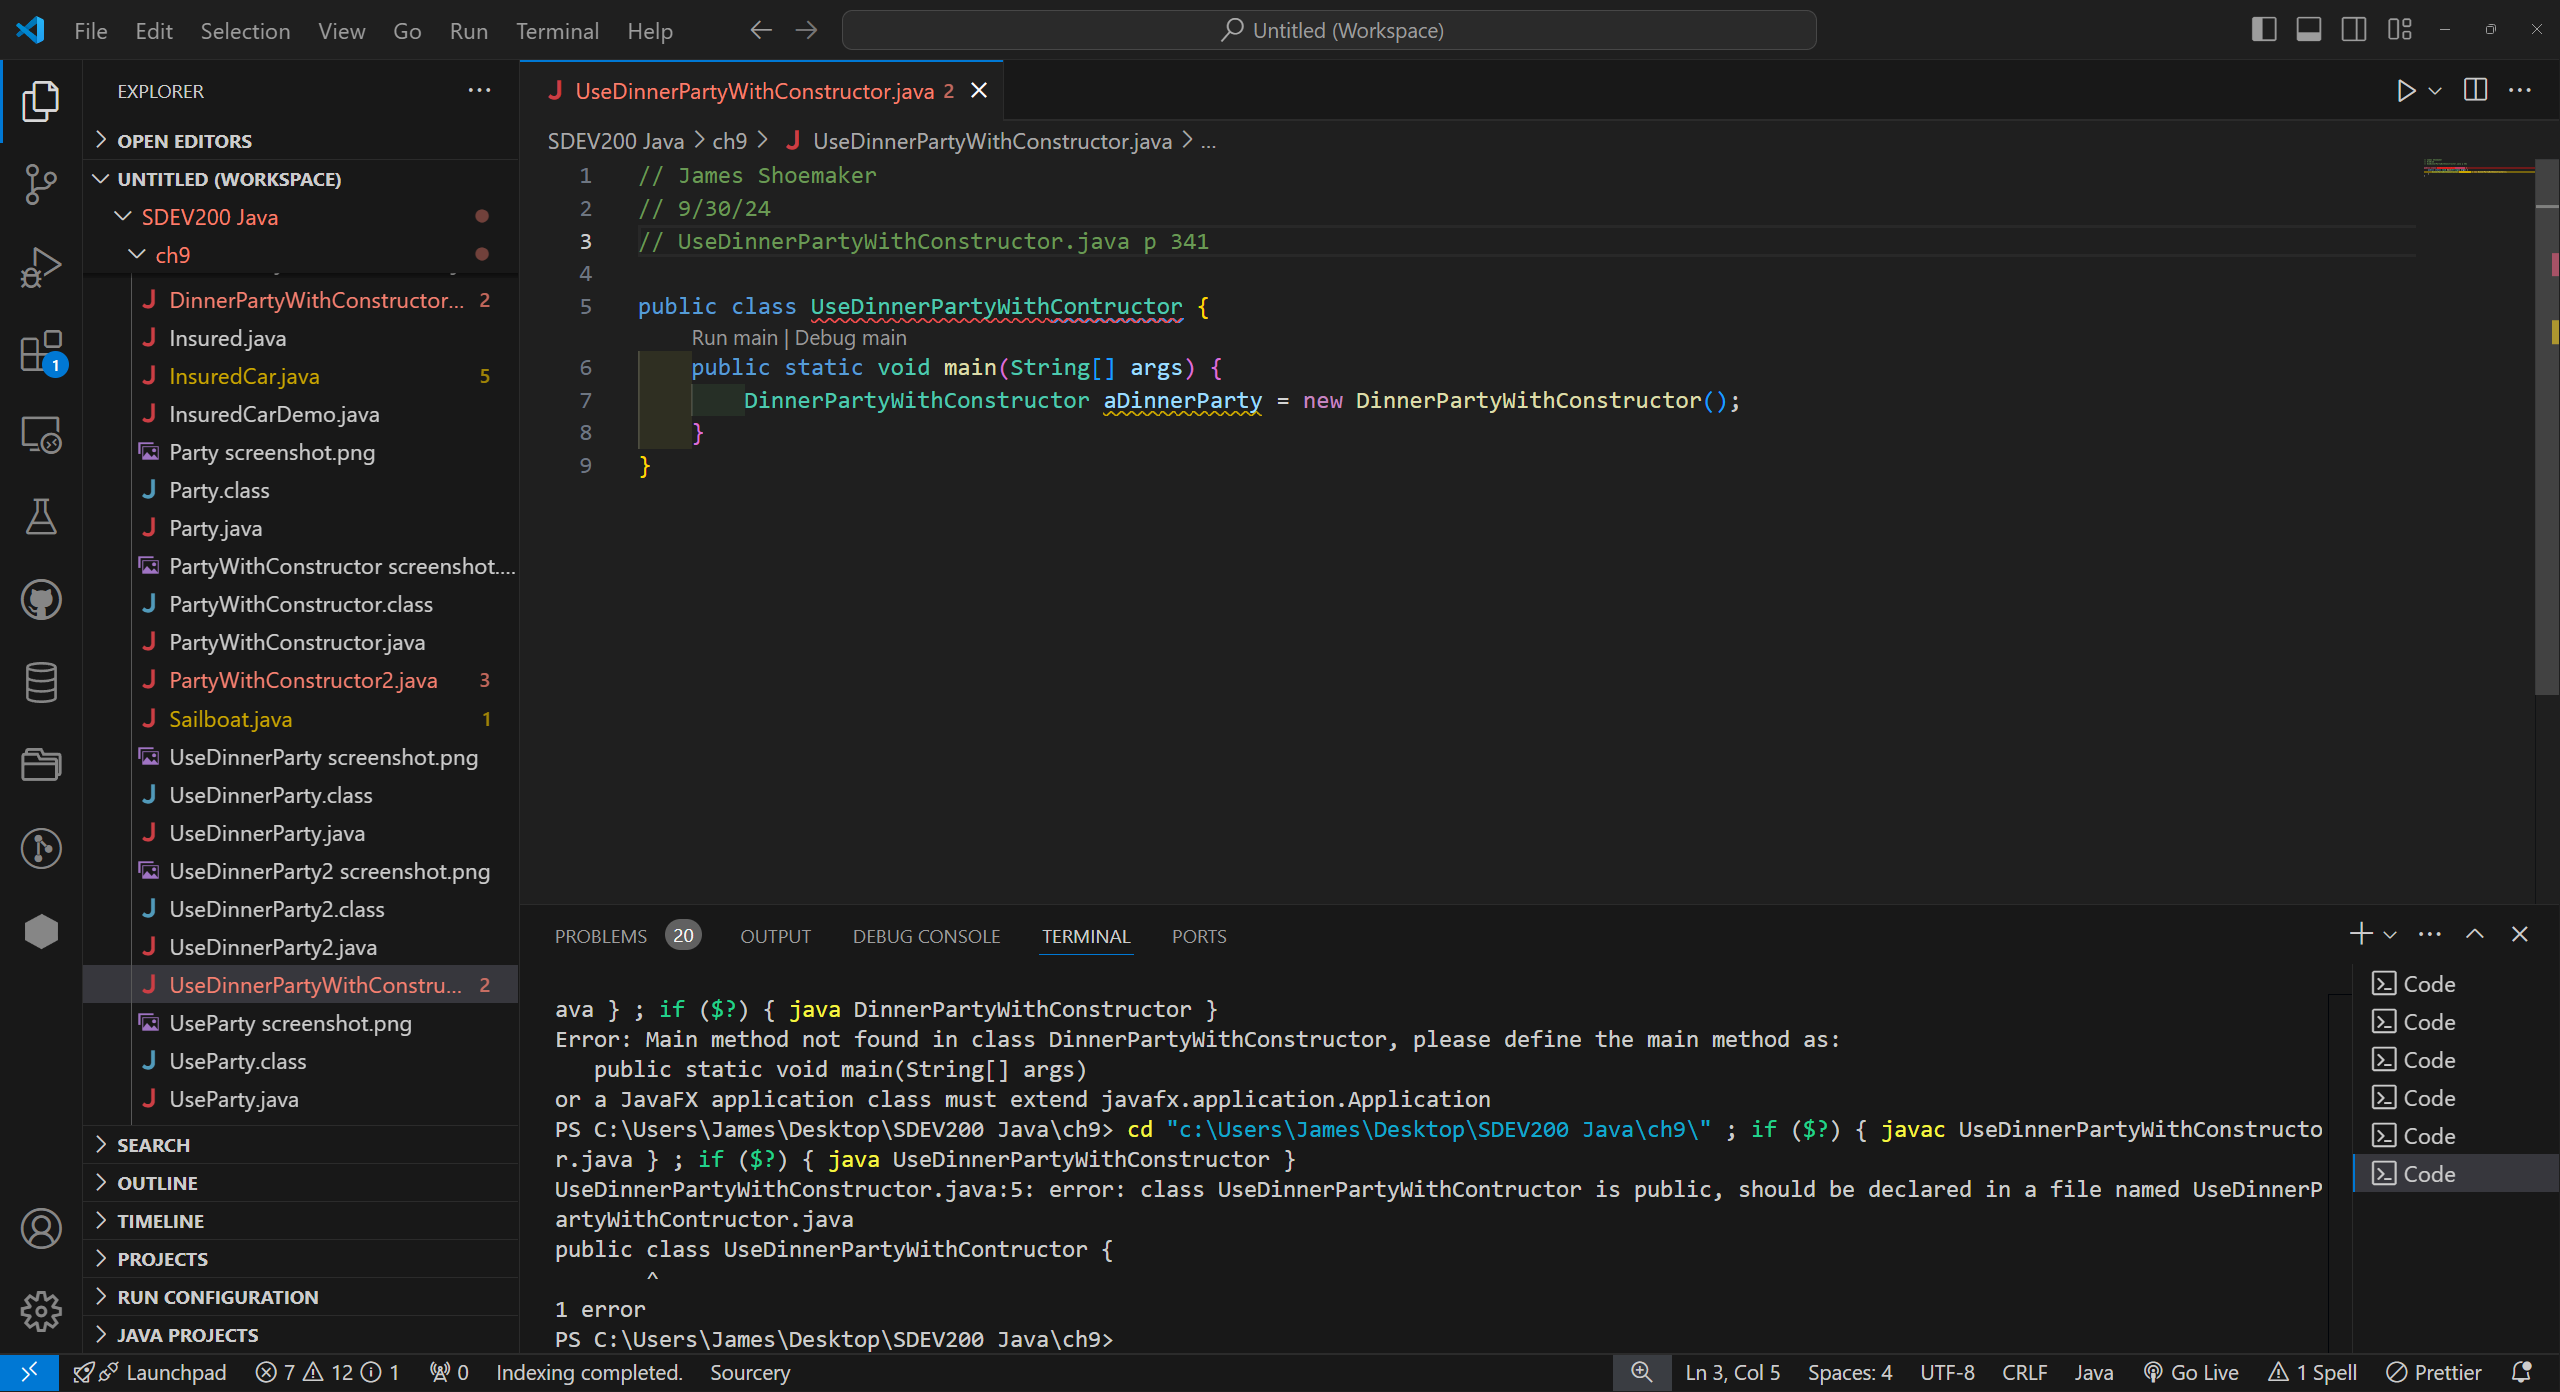 File Edit Selection View Go Run Terminal Help
Untitled (Workspace)
EXPLORER
OPEN EDITORS
UNTITLED (WORKSPACE)
SDEV200 Java
ch9
DinnerPartyWithConstructor... 2
Insured.java
InsuredCar.java 5
InsuredCarDemo.java
Party screenshot.png
Party.class
Party.java
PartyWithConstructor screenshot....
PartyWithConstructor.class
PartyWithConstructor.java
PartyWithConstructor2.java 3
Sailboat.java 1
UseDinnerParty screenshot.png
UseDinnerParty.class
UseDinnerParty.java
UseDinnerParty2 screenshot.png
UseDinnerParty2.class
UseDinnerParty2.java
UseDinnerPartyWithConstru... 2
UseParty screenshot.png
UseParty.class
UseParty.java
SEARCH
OUTLINE
TIMELINE
PROJECTS
RUN CONFIGURATION
JAVA PROJECTS
1
UseDinnerPartyWithConstructor.java 2
SDEV200 Java > ch9 > UseDinnerPartyWithConstructor.java > ...
1 // James Shoemaker
2 // 9/30/24
3 // UseDinnerPartyWithConstructor.java p 341
4
5 public class UseDinnerPartyWithContructor {
Run main | Debug main
6 public static void main(String[] args) {
7 DinnerPartyWithConstructor aDinnerParty = new DinnerPartyWithConstructor();
8 }
9 }
PROBLEMS 20 OUTPUT DEBUG CONSOLE TERMINAL PORTS
ava } ; if ($?) { java DinnerPartyWithConstructor }
Error: Main method not found in class DinnerPartyWithConstructor, please define the main method as:
public static void main(String[] args)
or a JavaFX application class must extend javafx.application.Application
PS C:\Users\James\Desktop\SDEV200 Java\ch9> cd "c:\Users\James\Desktop\SDEV200 Java\ch9\" ; if ($?) { javac UseDinnerPartyWithConstructo
r.java } ; if ($?) { java UseDinnerPartyWithConstructor }
UseDinnerPartyWithConstructor.java:5: error: class UseDinnerPartyWithContructor is public, should be declared in a file named UseDinnerP
artyWithContructor.java
public class UseDinnerPartyWithContructor {
^
1 error
PS C:\Users\James\Desktop\SDEV200 Java\ch9>
Code
Code
Code
Code
Code
Code
Launchpad 7 12 1 0 Indexing completed. Sourcery Ln 3, Col 5 Spaces: 4 UTF-8 CRLF Java Go Live 1 Spell Prettier